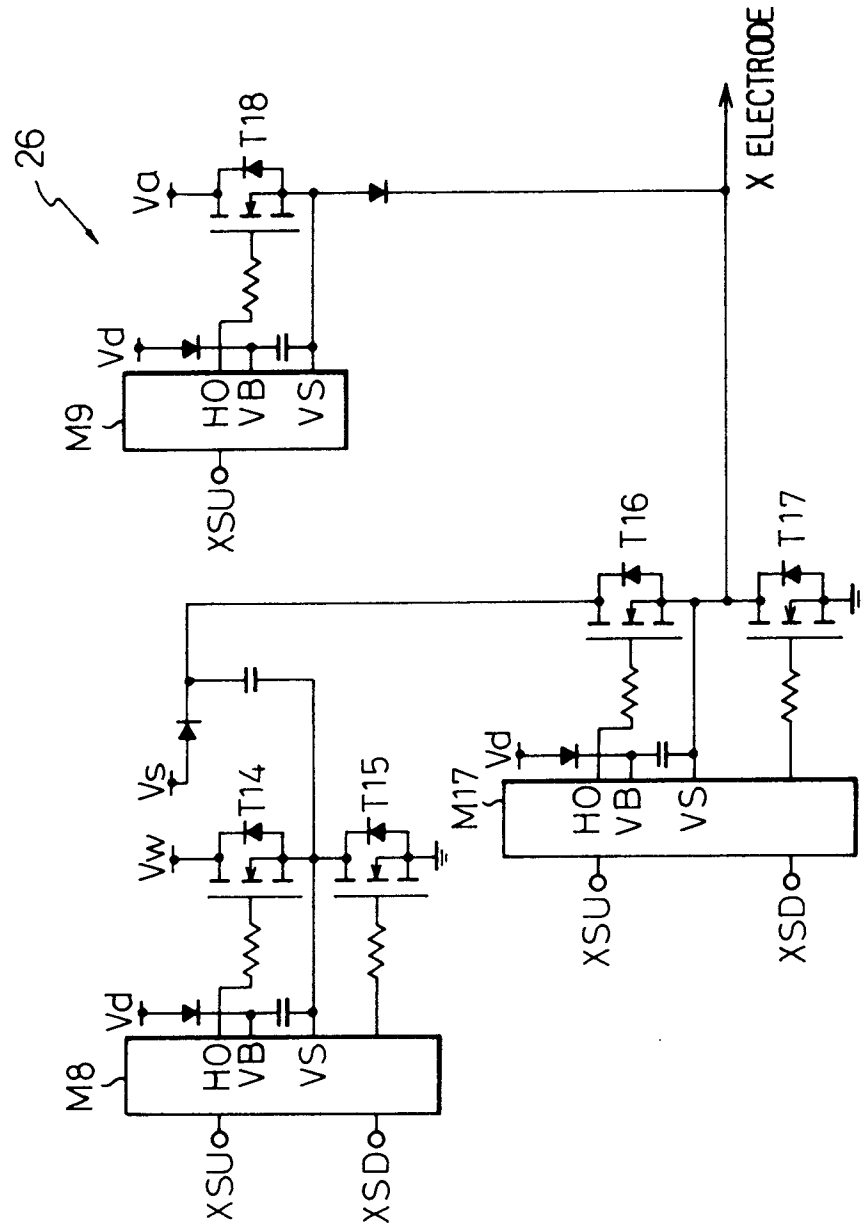 26
Va
T18
Vd
M9
HO
VB
VS
XSU
X ELECTRODE
Vs
Vw
T14
T15
Vd
M8
HO
VB
VS
XSU
XSD
T16
T17
Vd
M17
HO
VB
VS
XSU
XSD